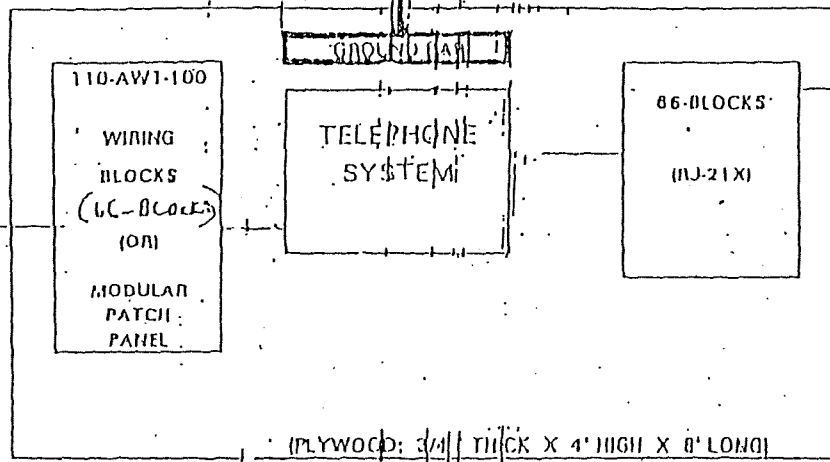 GROUND BAR
110-AW1-100
WIRING
BLOCKS
(66-Blocks)
(OR)
MODULAR
PATCH
PANEL
TELEPHONE
SYSTEM
66-BLOCKS
(RJ-21X)
(PLYWOOD: 3/4" THICK X 4' HIGH X 8' LONG)